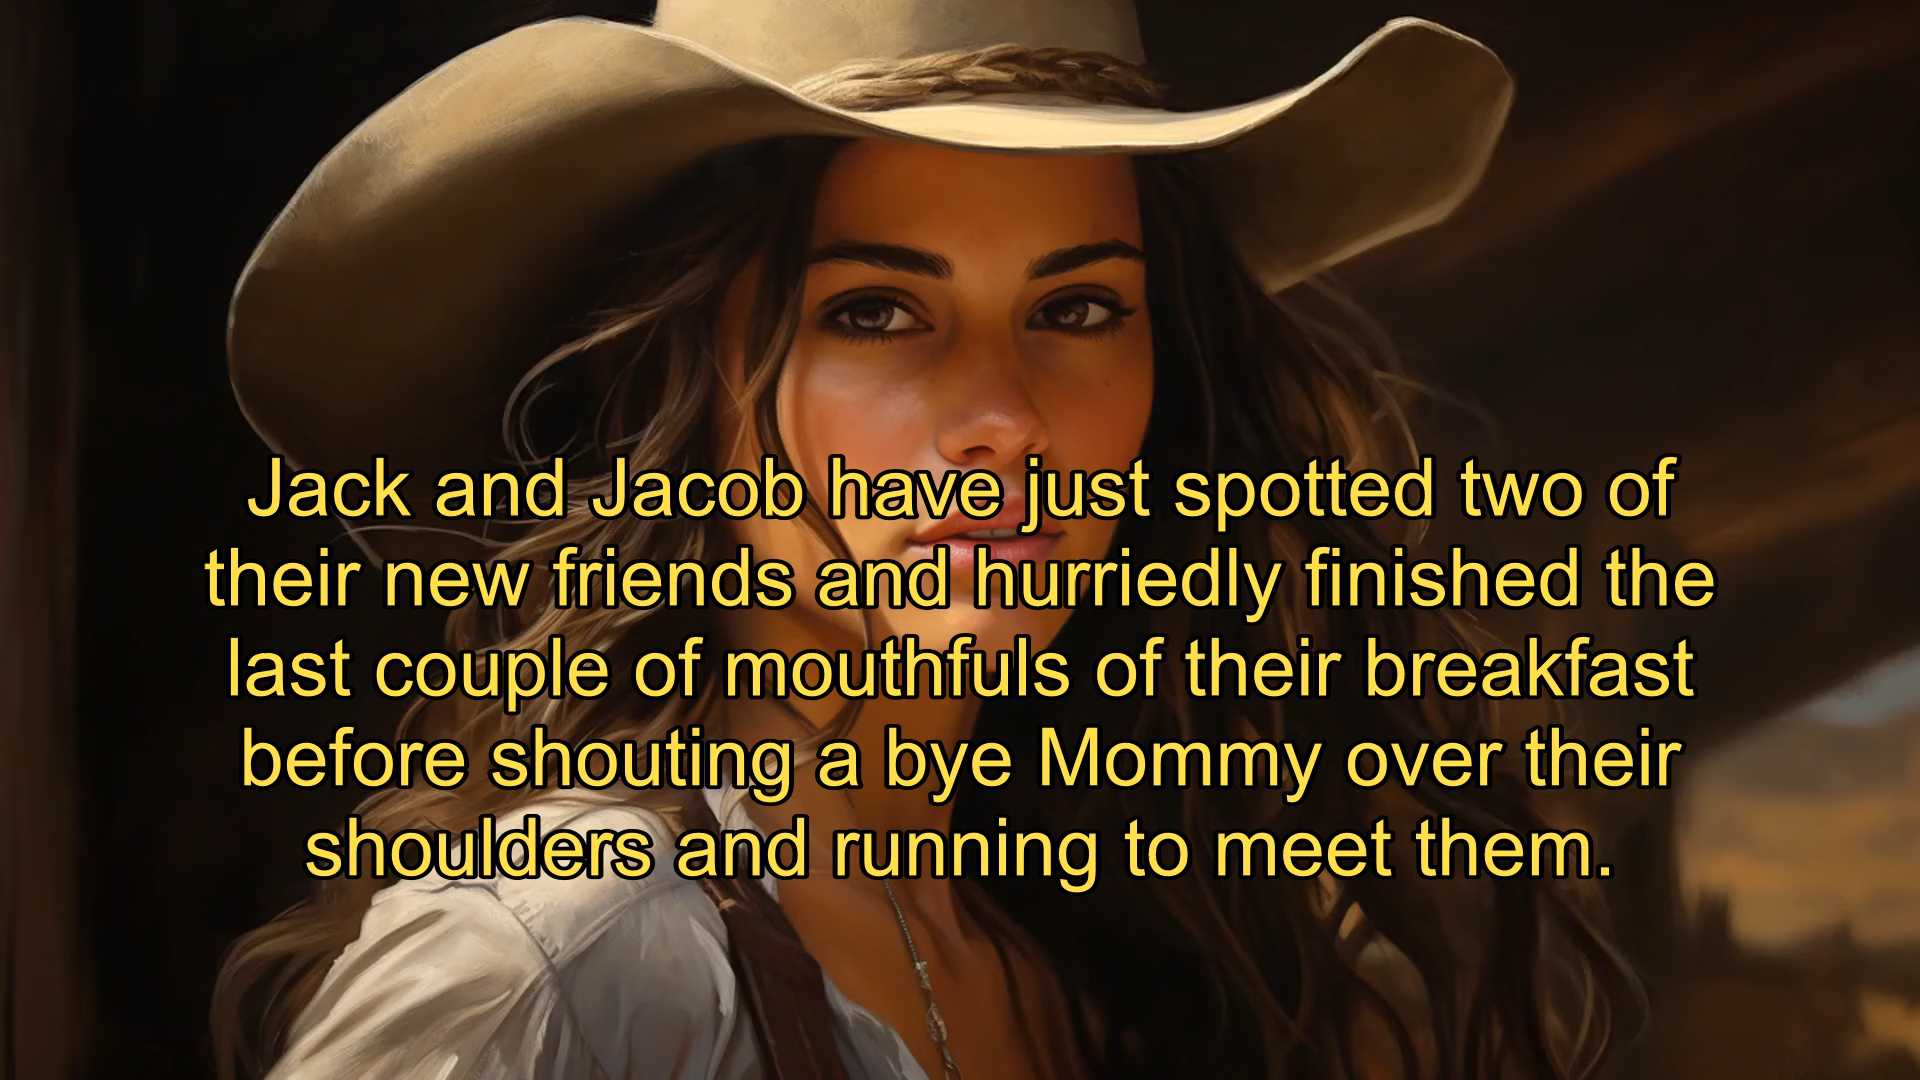 Jack and Jacob have just spotted two of
their new friends and hurriedly finished the
last couple of mouthfuls of their breakfast
before shouting a bye Mommy over their
shoulders and running to meet them.